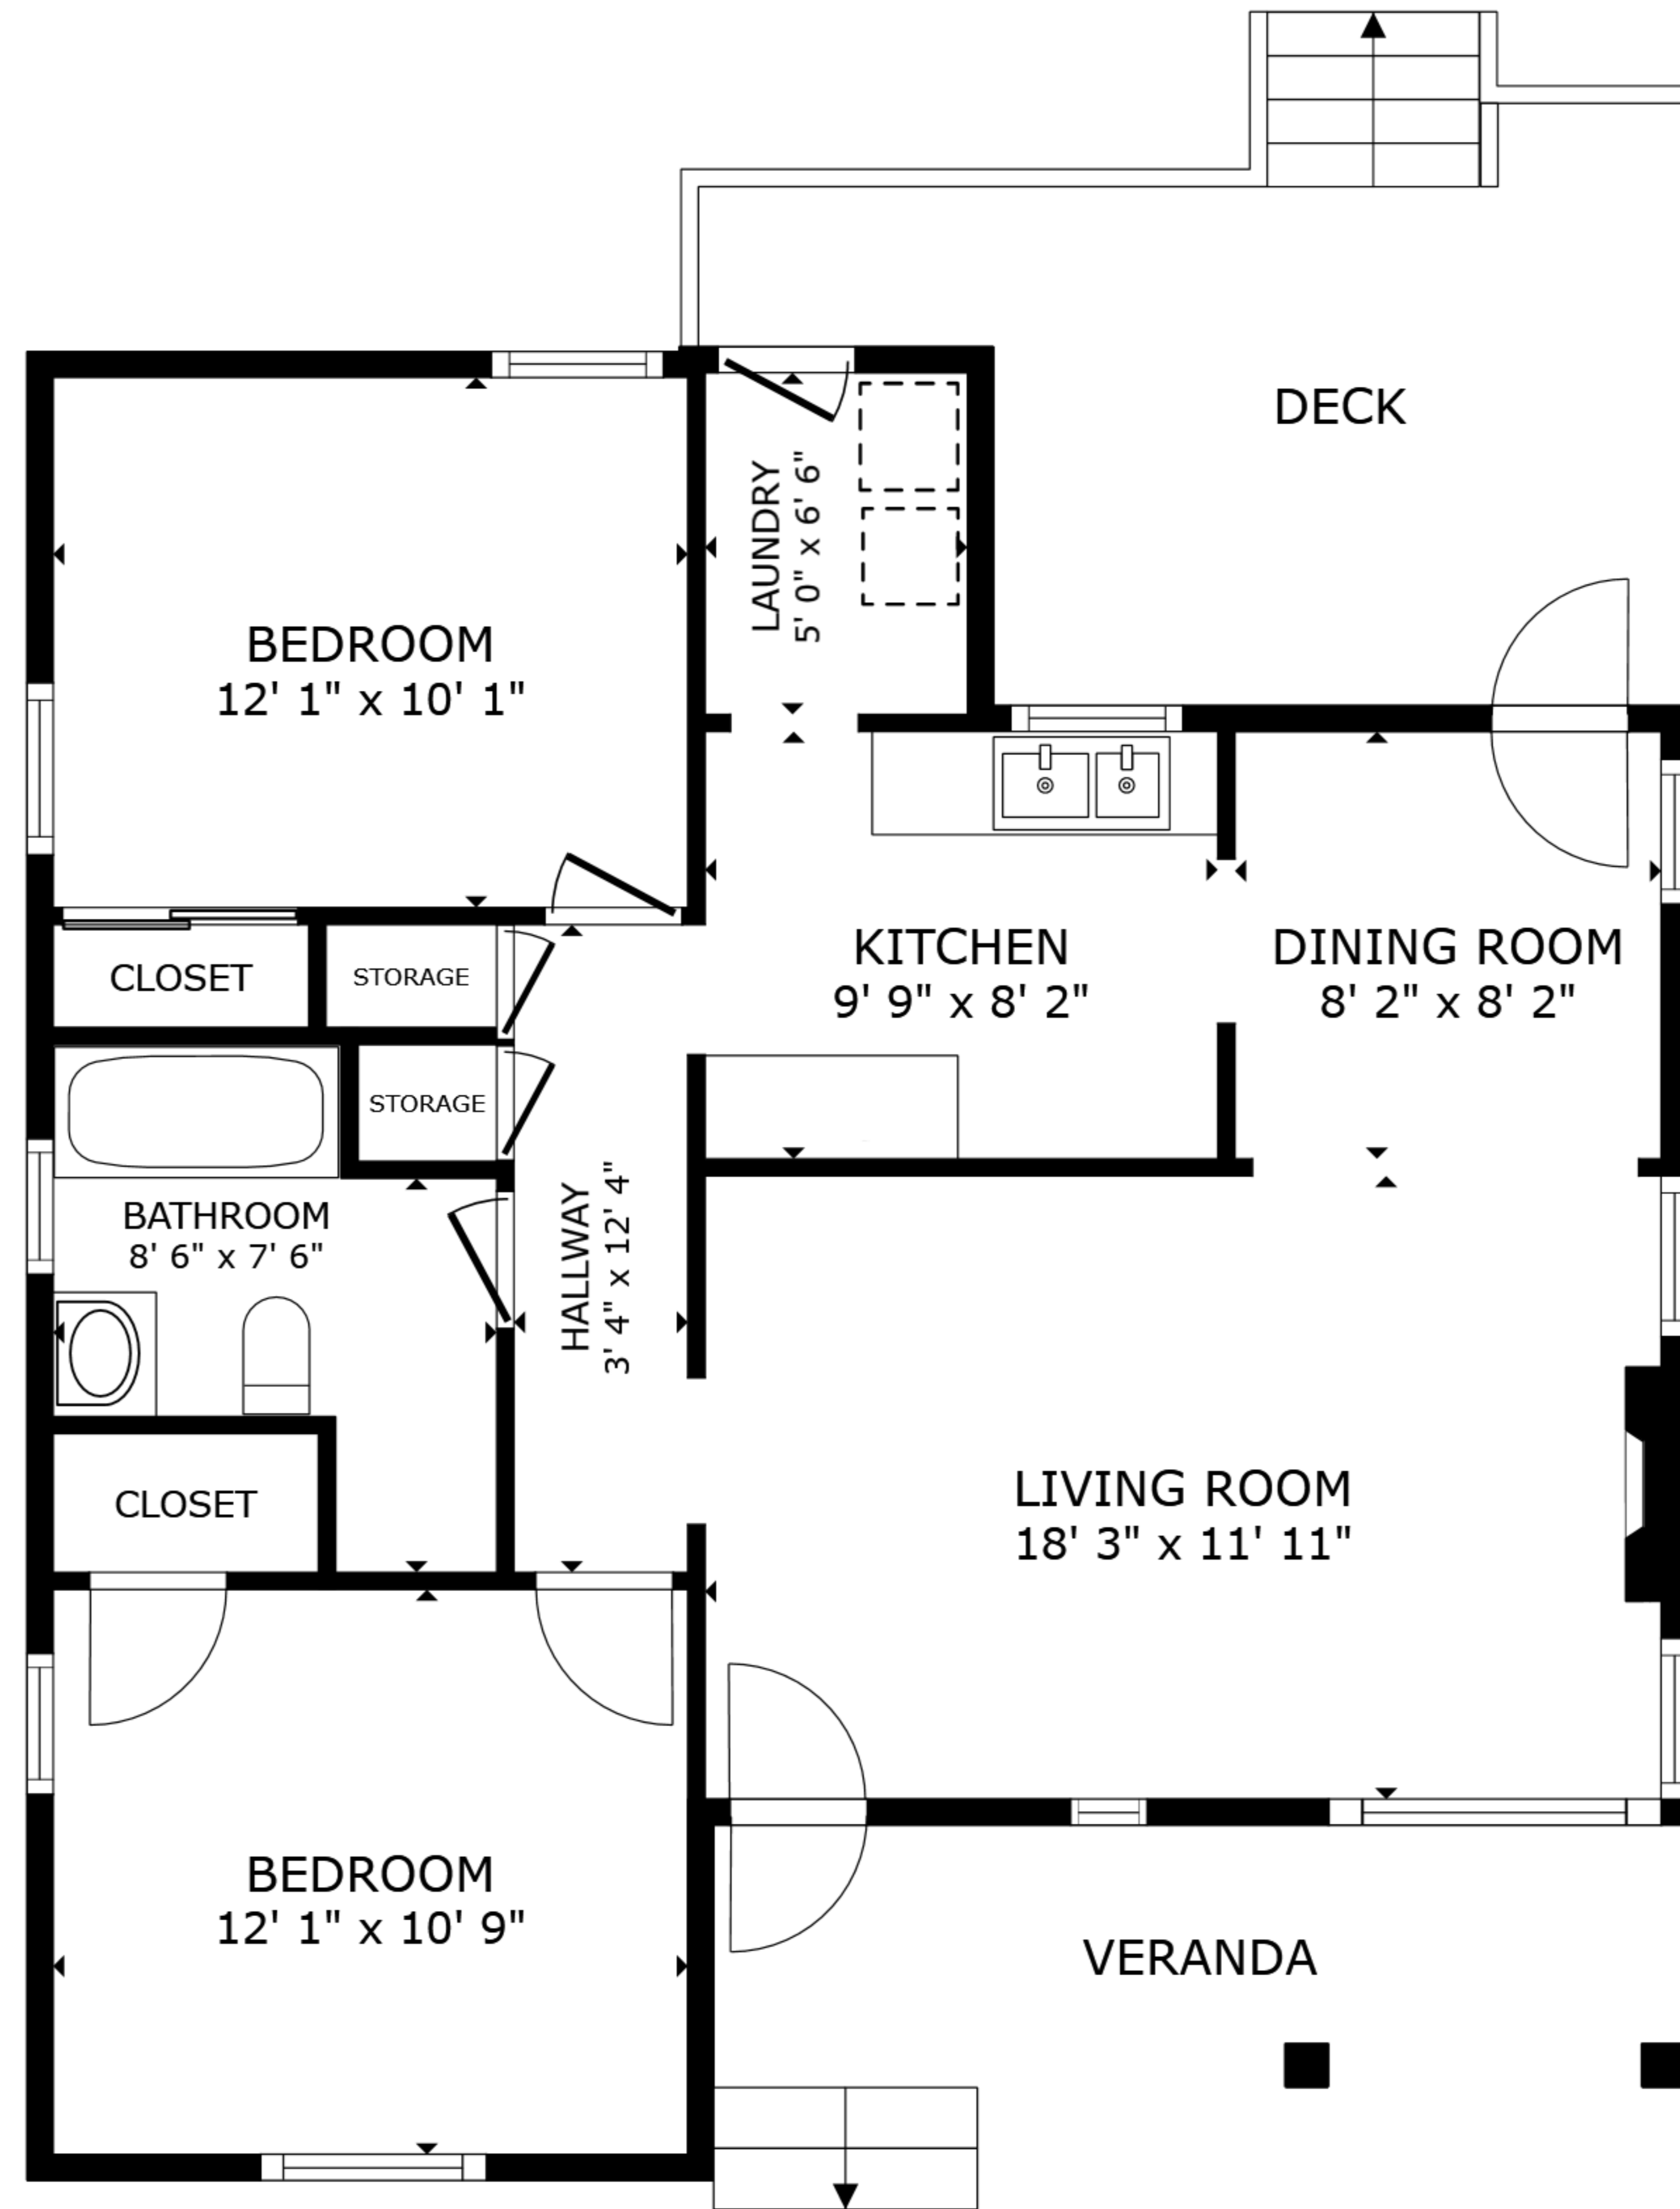 DECK
LAUNDRY
5' 0" x 6' 6"
BEDROOM
12' 1" x 10' 1"
KITCHEN
9' 9" x 8' 2"
DINING ROOM
8' 2" x 8' 2"
CLOSET
STORAGE
STORAGE
BATHROOM
8' 6" x 7' 6"
HALLWAY
3' 4" x 12' 4"
CLOSET
LIVING ROOM
18' 3" x 11' 11"
BEDROOM
12' 1" x 10' 9"
VERANDA